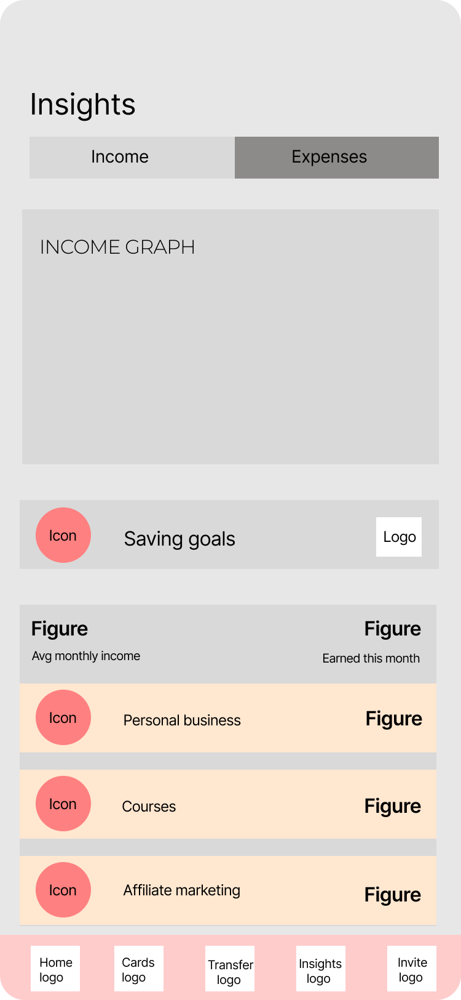 Insights
Income
Expenses
INCOME GRAPH
Icon
Saving goals
Logo
Figure
Figure
Avg monthly income
Earned this month
Icon
Personal business
Figure
Icon
Courses
Figure
Icon
Affiliate marketing
Figure
Home
logo
Cards
logo
Transfer
logo
Insights
logo
Invite
logo